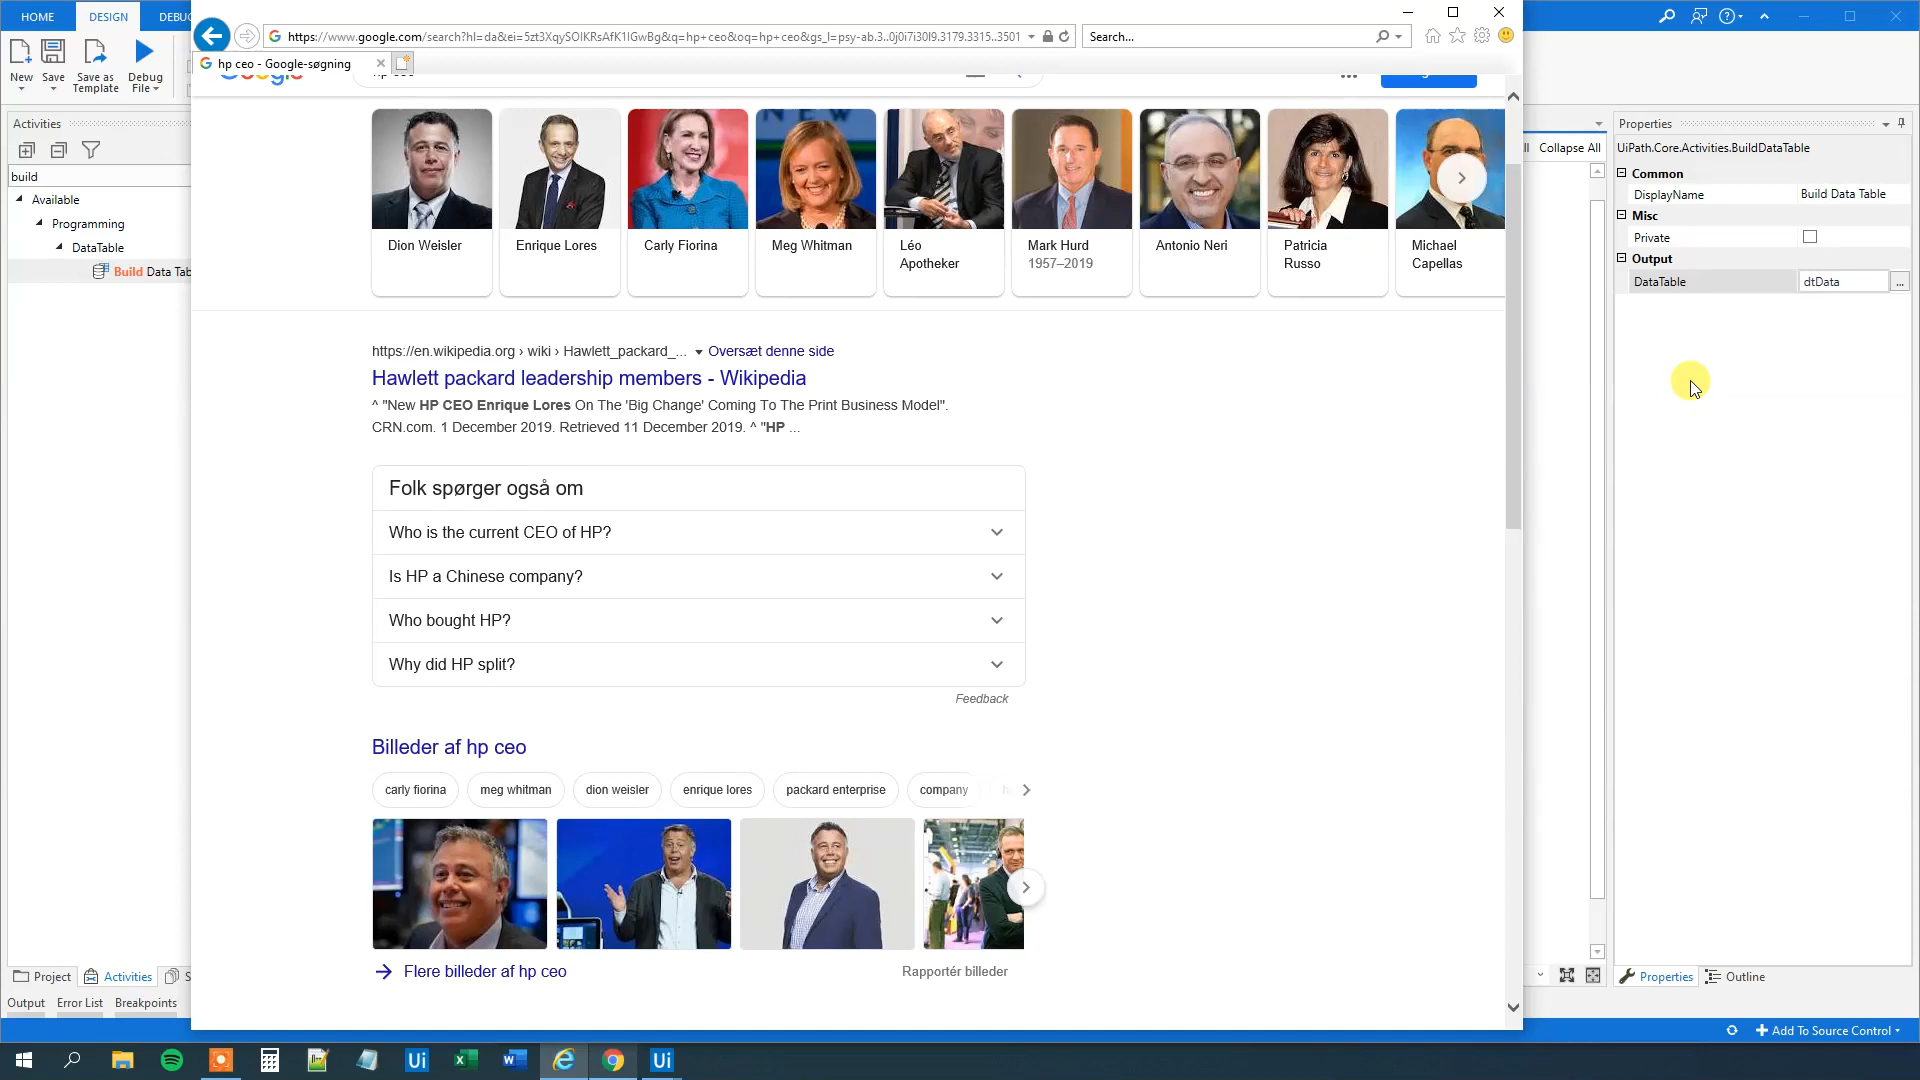 HOME
DESIGN
New
Save
Save as
Template
Debug
File
https://www.google.com/search?hl=da&ei=5zt3XqySOIKRsAfK1IGwBg&q=hp+ceo&oq=hp+ceo&gs_l=psy-ab.3..0j0i7i30l9.3179.3315..3501
Search...
hp ceo - Google-søgning
Activities
build
Available
Programming
DataTable
Build Data Tab
Dion Weisler
Enrique Lores
Carly Fiorina
Meg Whitman
Léo
Apotheker
Mark Hurd
1957–2019
Antonio Neri
Patricia
Russo
Michael
Capellas
https://en.wikipedia.org › wiki › Hawlett_packard_... Oversæt denne side
Hawlett packard leadership members - Wikipedia
^ "New HP CEO Enrique Lores On The 'Big Change' Coming To The Print Business Model".
CRN.com. 1 December 2019. Retrieved 11 December 2019. ^ "HP ...
Folk spørger også om
Who is the current CEO of HP?
Is HP a Chinese company?
Who bought HP?
Why did HP split?
Feedback
Billeder af hp ceo
carly fiorina
meg whitman
dion weisler
enrique lores
packard enterprise
company
Flere billeder af hp ceo
Rapportér billeder
Collapse All
Properties
UiPath.Core.Activities.BuildDataTable
Common
DisplayName
Build Data Table
Misc
Private
Output
DataTable
dtData
...
Project
Activities
Properties
Outline
Output
Error List
Breakpoints
Add To Source Control
Ui
Ui